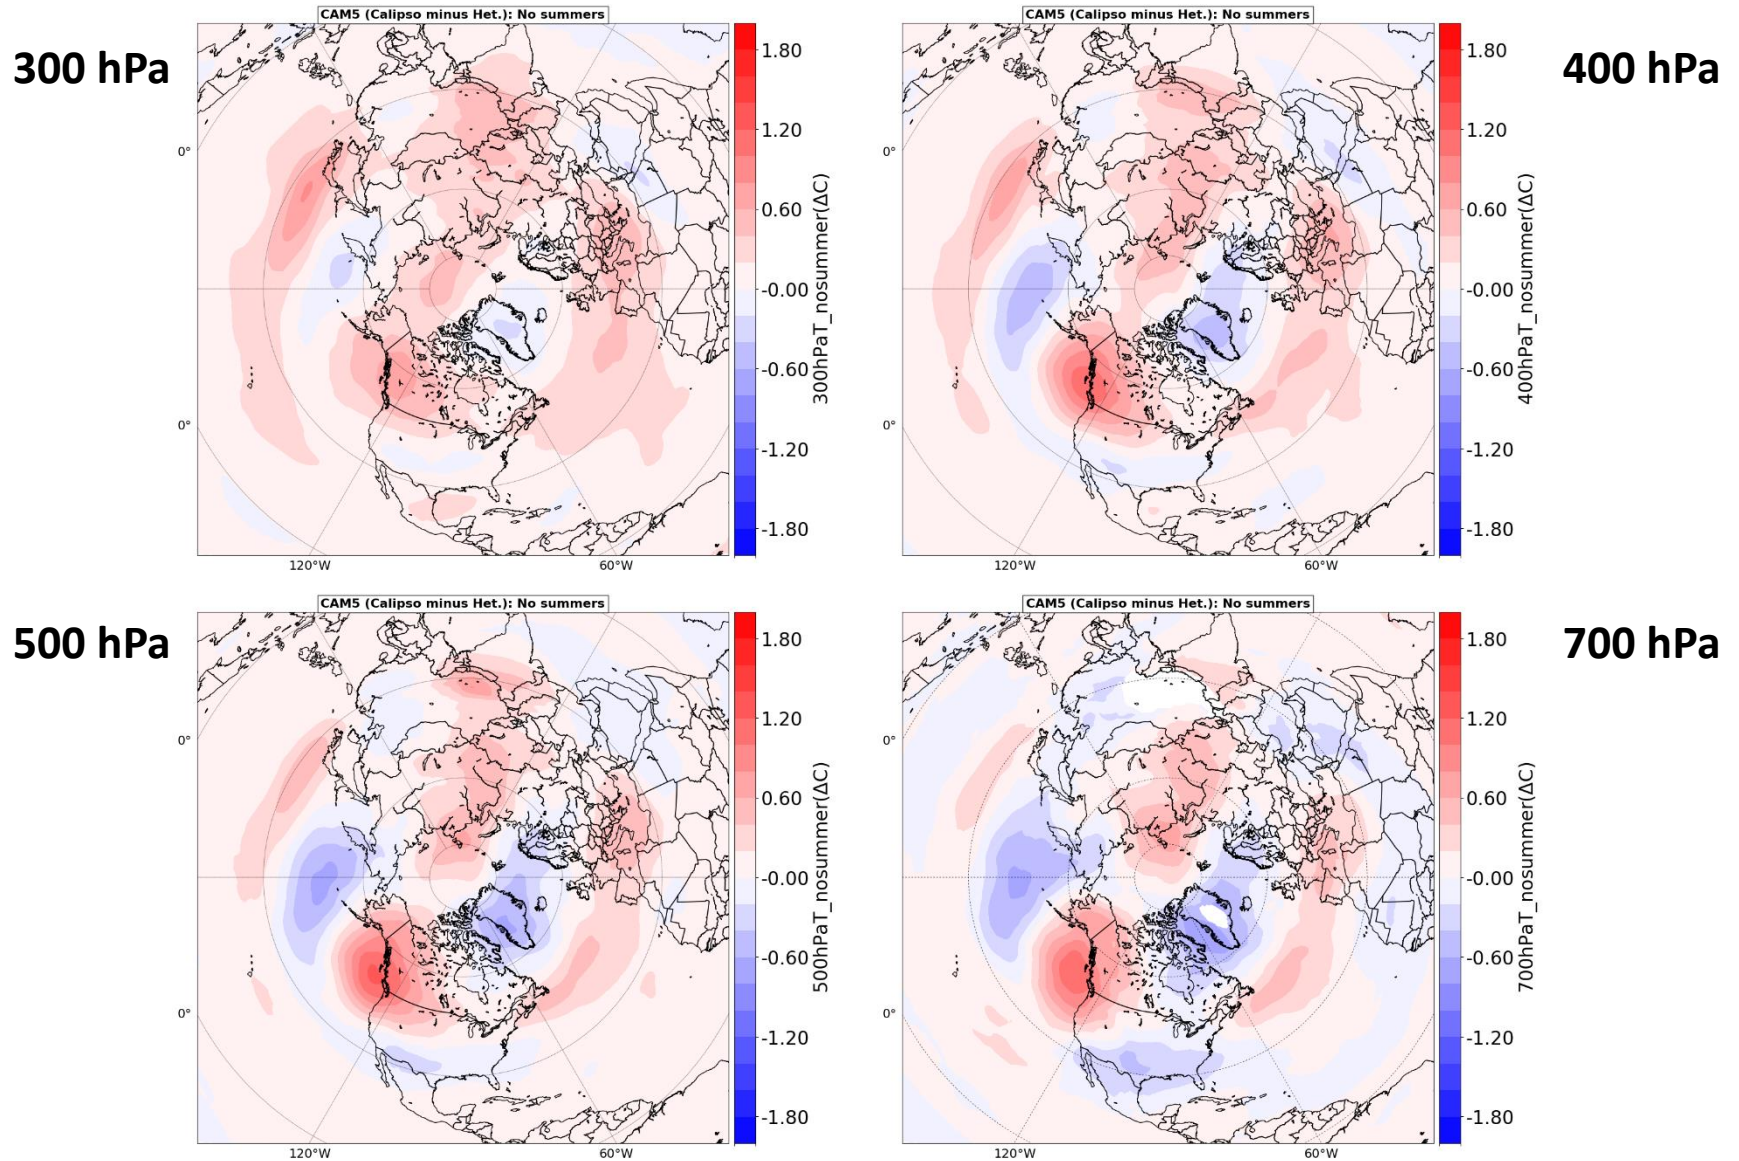 CAM5 (Calipso minus Het.): No summers
300 hPa
0°
0°
120°W
60°W
1.80
1.20
0.60
-0.00
-0.60
-1.20
-1.80
300hPaT_nosummer(ΔC)
CAM5 (Calipso minus Het.): No summers
400 hPa
0°
0°
120°W
60°W
1.80
1.20
0.60
-0.00
-0.60
-1.20
-1.80
400hPaT_nosummer(ΔC)
CAM5 (Calipso minus Het.): No summers
500 hPa
0°
0°
120°W
60°W
1.80
1.20
0.60
-0.00
-0.60
-1.20
-1.80
500hPaT_nosummer(ΔC)
CAM5 (Calipso minus Het.): No summers
700 hPa
0°
0°
120°W
60°W
1.80
1.20
0.60
-0.00
-0.60
-1.20
-1.80
700hPaT_nosummer(ΔC)